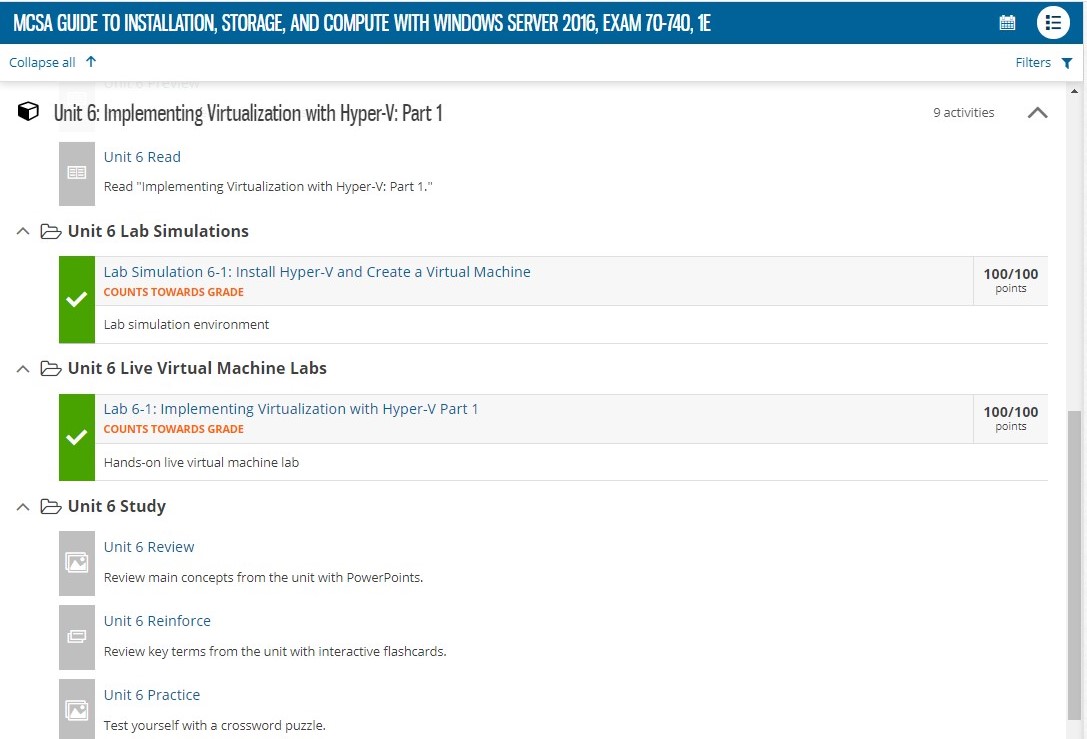 MCSA GUIDE TO INSTALLATION, STORAGE, AND COMPUTE WITH WINDOWS SERVER 2016, EXAM 70-740, 1E
Collapse all
Filters
Unit 6 Preview
Unit 6: Implementing Virtualization with Hyper-V: Part 1
9 activities
Unit 6 Read
Read "Implementing Virtualization with Hyper-V: Part 1."
Unit 6 Lab Simulations
Lab Simulation 6-1: Install Hyper-V and Create a Virtual Machine
COUNTS TOWARDS GRADE
100/100
points
Lab simulation environment
Unit 6 Live Virtual Machine Labs
Lab 6-1: Implementing Virtualization with Hyper-V Part 1
COUNTS TOWARDS GRADE
100/100
points
Hands-on live virtual machine lab
Unit 6 Study
Unit 6 Review
Review main concepts from the unit with PowerPoints.
Unit 6 Reinforce
Review key terms from the unit with interactive flashcards.
Unit 6 Practice
Test yourself with a crossword puzzle.